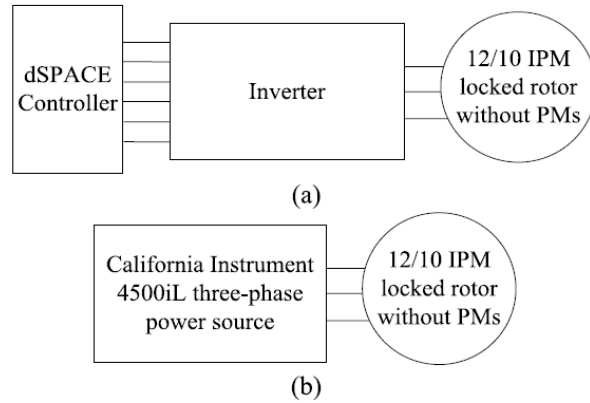 dSPACE
Controller
Inverter
12/10 IPM
locked rotor
without PMs
(a)
California Instrument
4500iL three-phase
power source
12/10 IPM
locked rotor
without PMs
(b)